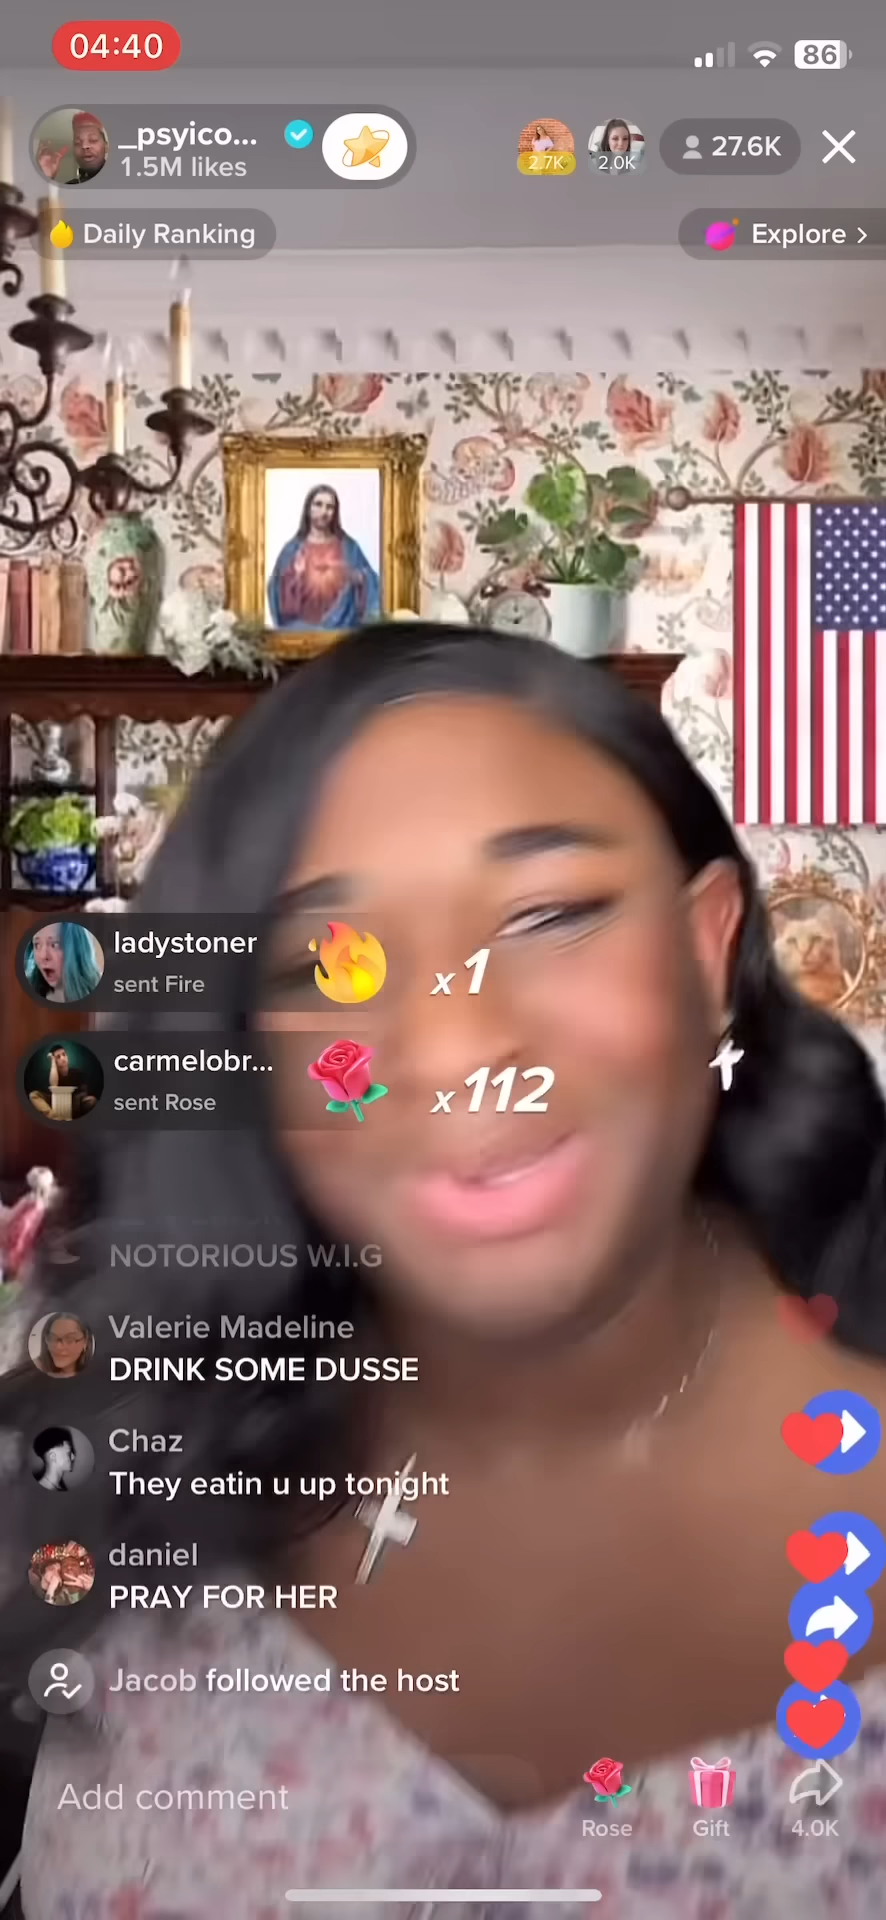 04:40
86
_psyico...
1.5M likes
2.7K
2.0K
27.6K
Daily Ranking
Explore >
ladystoner
sent Fire
x1
carmelobr...
sent Rose
x112
NOTORIOUS W.I.G
Valerie Madeline
DRINK SOME DUSSE
Chaz
They eatin u up tonight
daniel
PRAY FOR HER
Jacob followed the host
Add comment
Rose
Gift
4.0K